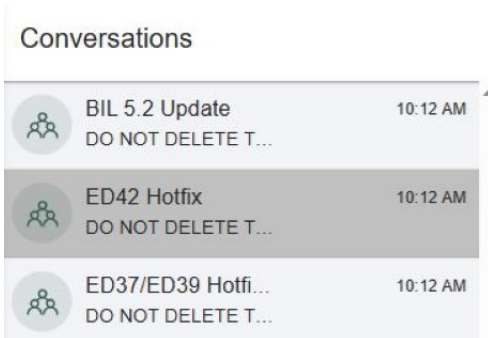 Conversations
BIL 5.2 Update 10:12 AM
DO NOT DELETE T...
ED42 Hotfix 10:12 AM
DO NOT DELETE T...
ED37/ED39 Hotfi... 10:12 AM
DO NOT DELETE T...